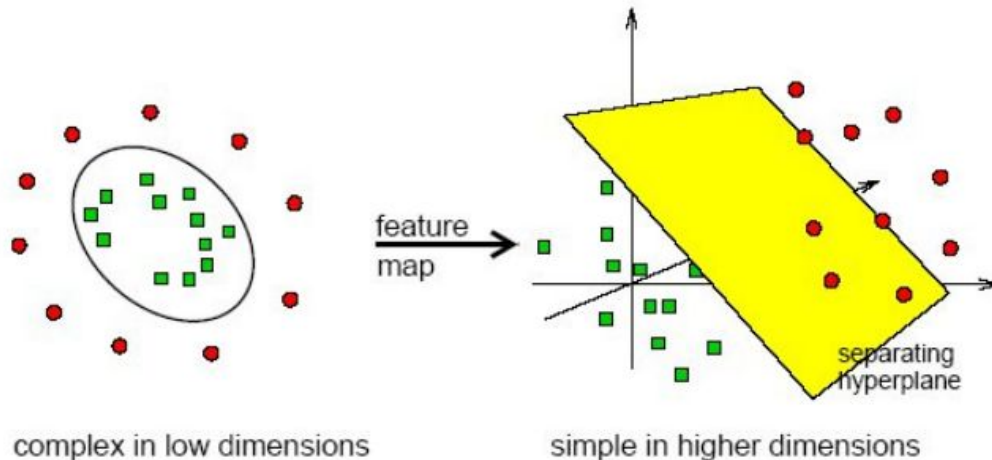 feature
map
separating
hyperplane
complex in low dimensions
simple in higher dimensions